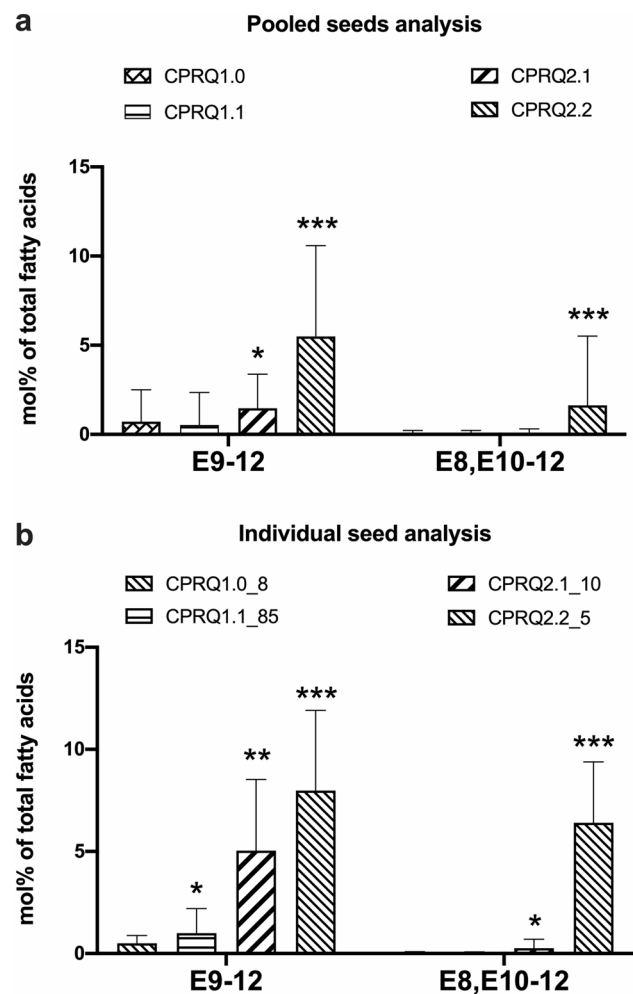 a
Pooled seeds analysis
CPRQ1.0
CPRQ2.1
CPRQ1.1
CPRQ2.2
mol% of total fatty acids
15
10
5
0
*
***
***
E9-12
E8,E10-12
b
Individual seed analysis
CPRQ1.0_8
CPRQ2.1_10
CPRQ1.1_85
CPRQ2.2_5
mol% of total fatty acids
15
10
5
0
*
**
***
*
***
E9-12
E8,E10-12